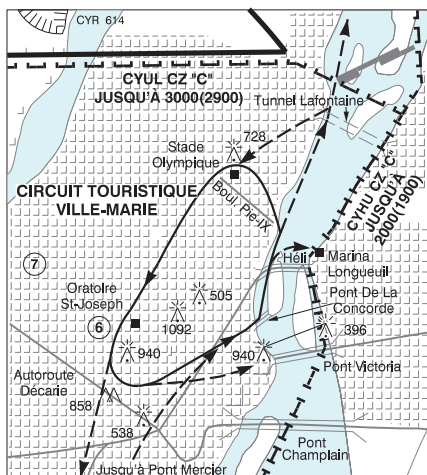 CYR 614
CYUL CZ "C"
JUSQU'À 3000(2900)
Tunnel Lafontaine
728
Stade
Olympique
CIRCUIT TOURISTIQUE
VILLE-MARIE
Boul. Pie-IX
CYHU CZ "C"
JUSQU'À
2000(1900)
7
Héli
Marina
Longueuil
Oratoire
St-Joseph
505
Pont De La
Concorde
1092
6
396
940
940
Pont Victoria
Autoroute
Décarie
858
538
Pont
Champlain
Jusqu'à Pont Mercier